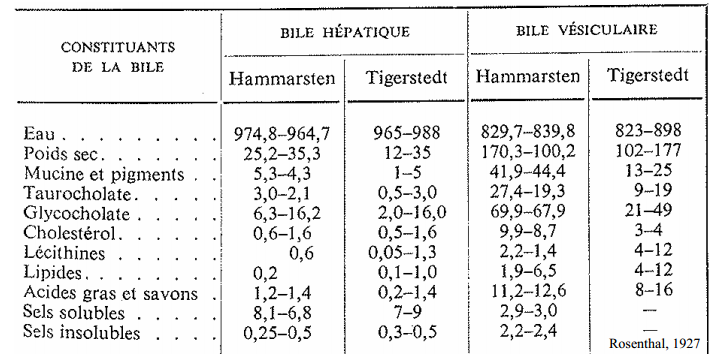 CONSTITUANTS DE LA BILE | BILE HÉPATIQUE | BILE VÉSICULAIRE
Hammarsten | Tigerstedt | Hammarsten | Tigerstedt
Eau . . . . . . . . . | 974,8–964,7 | 965–988 | 829,7–839,8 | 823–898
Poids sec. . . . . . . | 25,2–35,3 | 12–35 | 170,3–100,2 | 102–177
Mucine et pigments . . | 5,3–4,3 | 1–5 | 41,9–44,4 | 13–25
Taurocholate. . . . . . | 3,0–2,1 | 0,5–3,0 | 27,4–19,3 | 9–19
Glycocholate . . . . . | 6,3–16,2 | 2,0–16,0 | 69,9–67,9 | 21–49
Cholestérol. . . . . . | 0,6–1,6 | 0,5–1,6 | 9,9–8,7 | 3–4
Lécithines . . . . . . | 0,6 | 0,05–1,3 | 2,2–1,4 | 4–12
Lipides. . . . . . . . | 0,2 | 0,1–1,0 | 1,9–6,5 | 4–12
Acides gras et savons . | 1,2–1,4 | 0,2–1,4 | 11,2–12,6 | 8–16
Sels solubles . . . . . | 8,1–6,8 | 7–9 | 2,9–3,0 | —
Sels insolubles . . . . | 0,25–0,5 | 0,3–0,5 | 2,2–2,4 | —
Rosenthal, 1927